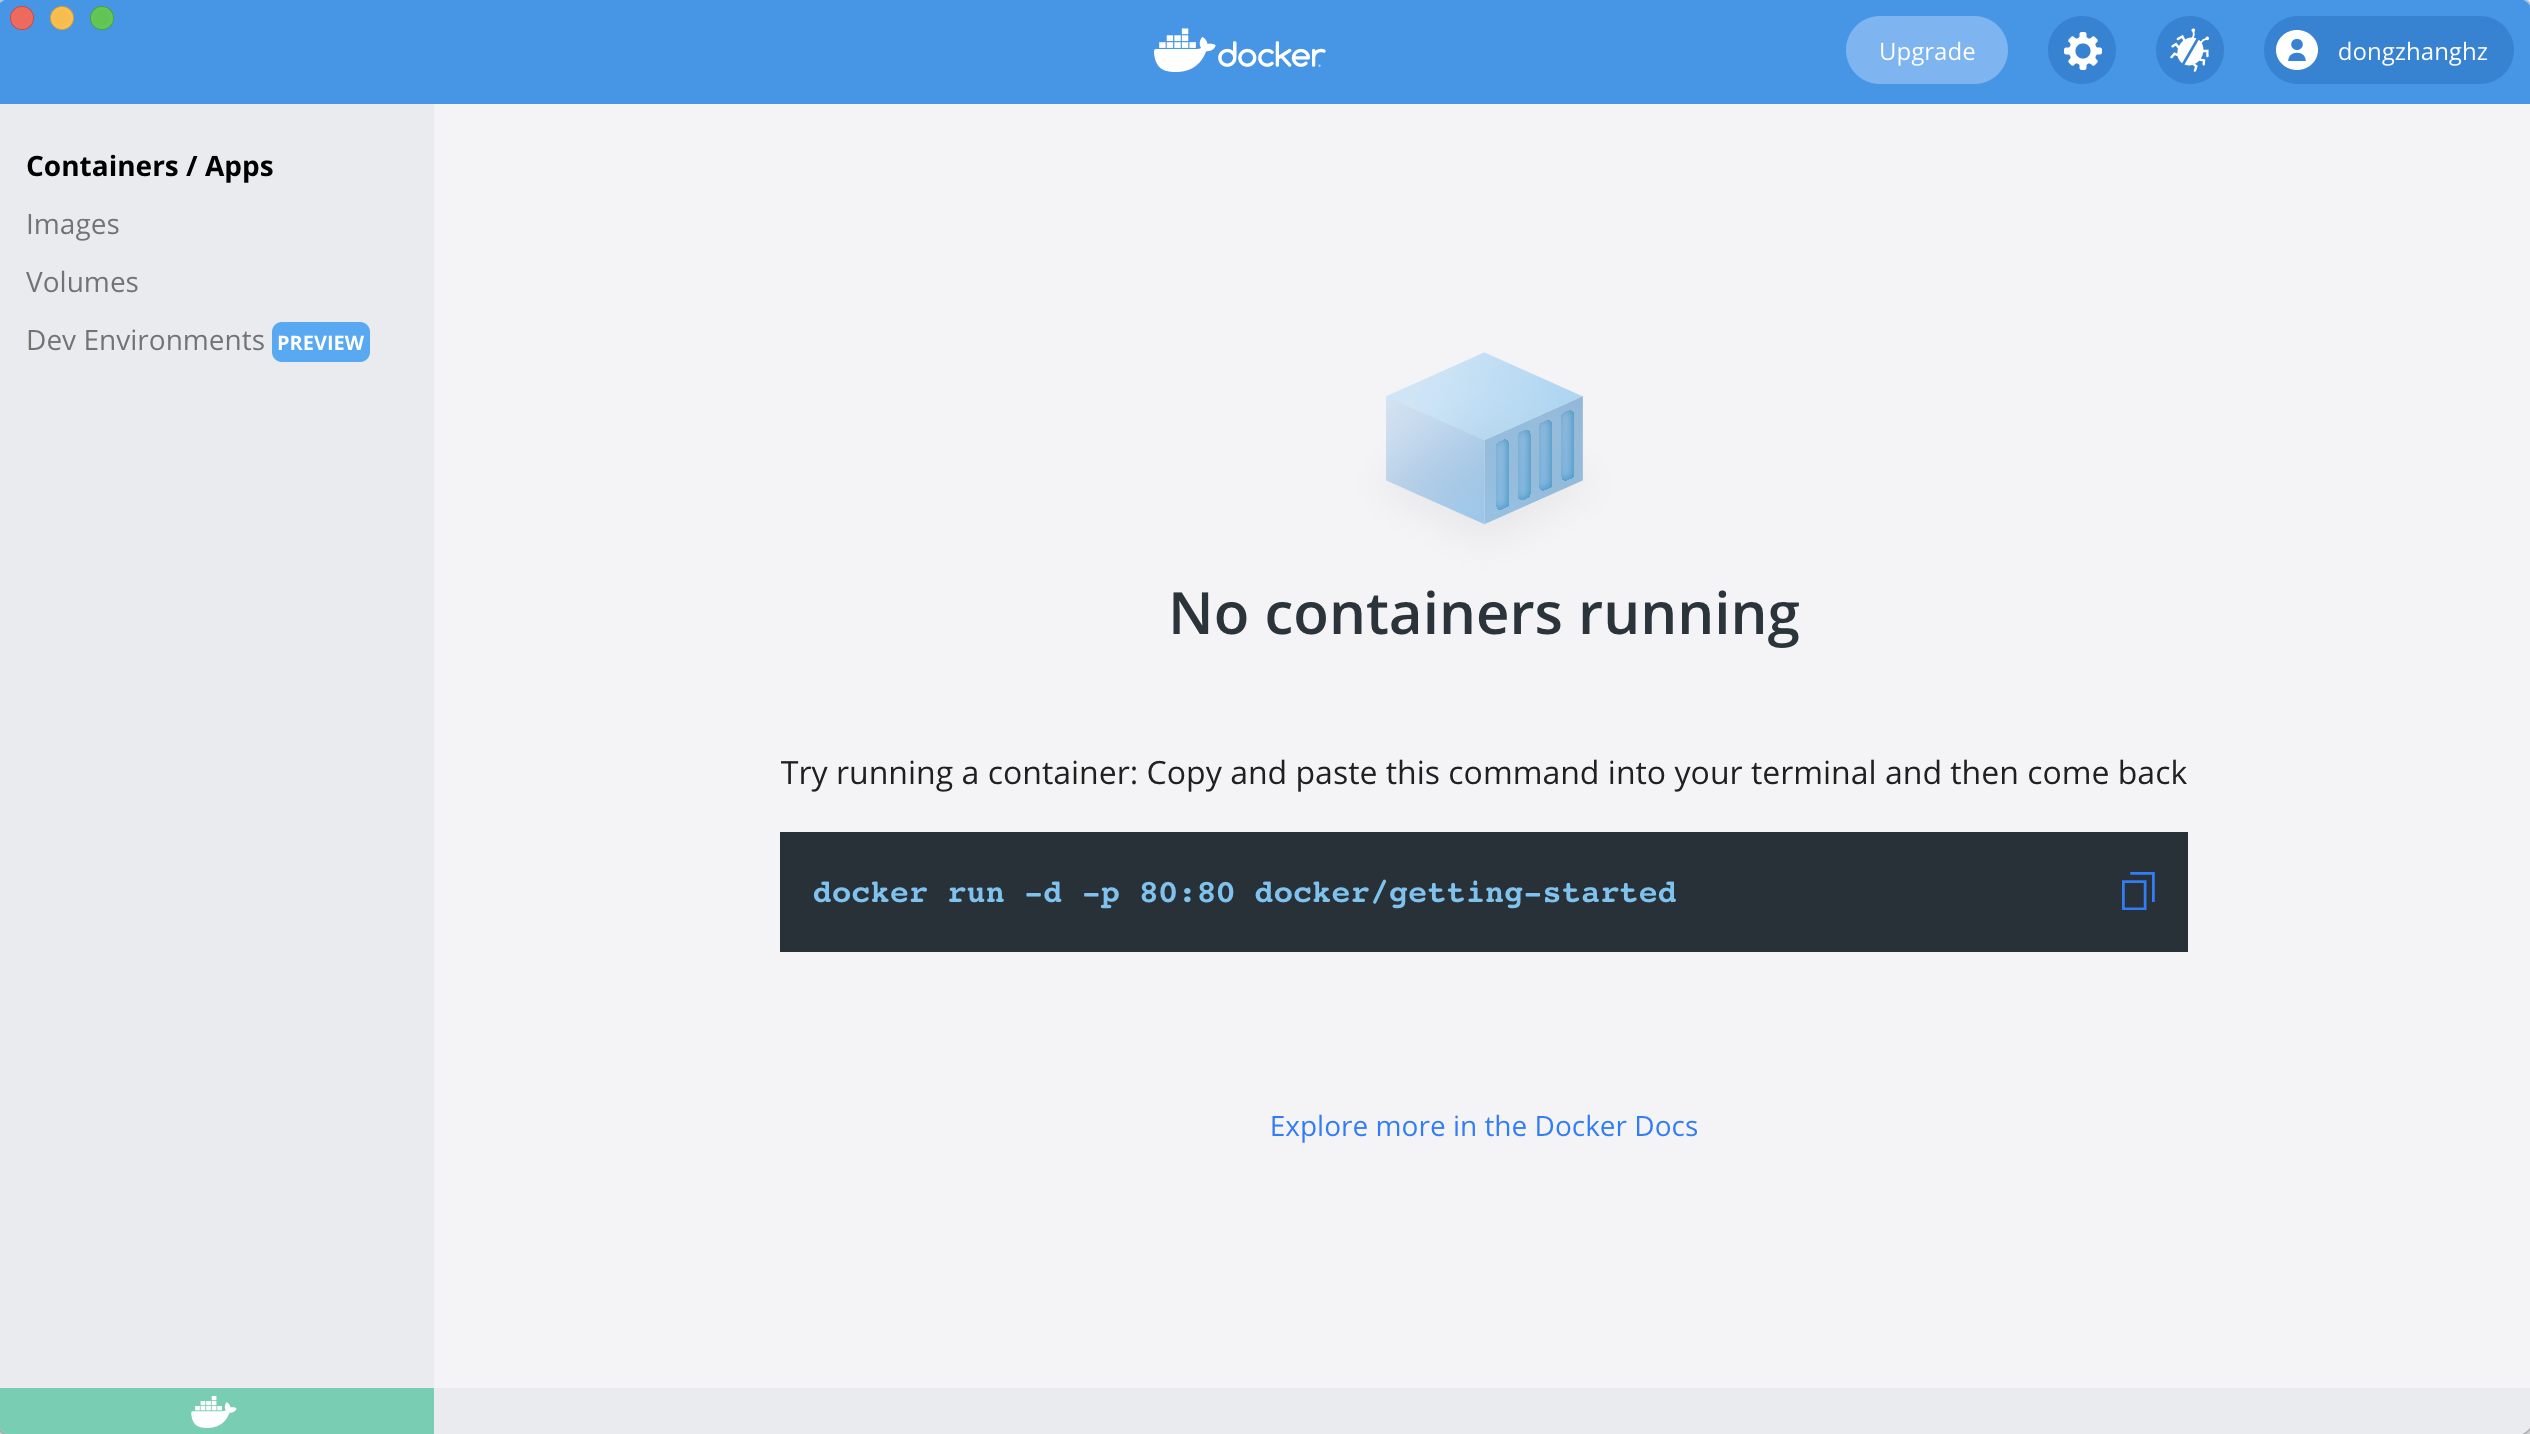 docker
Upgrade
dongzhanghz
Containers / Apps
Images
Volumes
Dev Environments PREVIEW
No containers running
Try running a container: Copy and paste this command into your terminal and then come back
docker run -d -p 80:80 docker/getting-started
Explore more in the Docker Docs